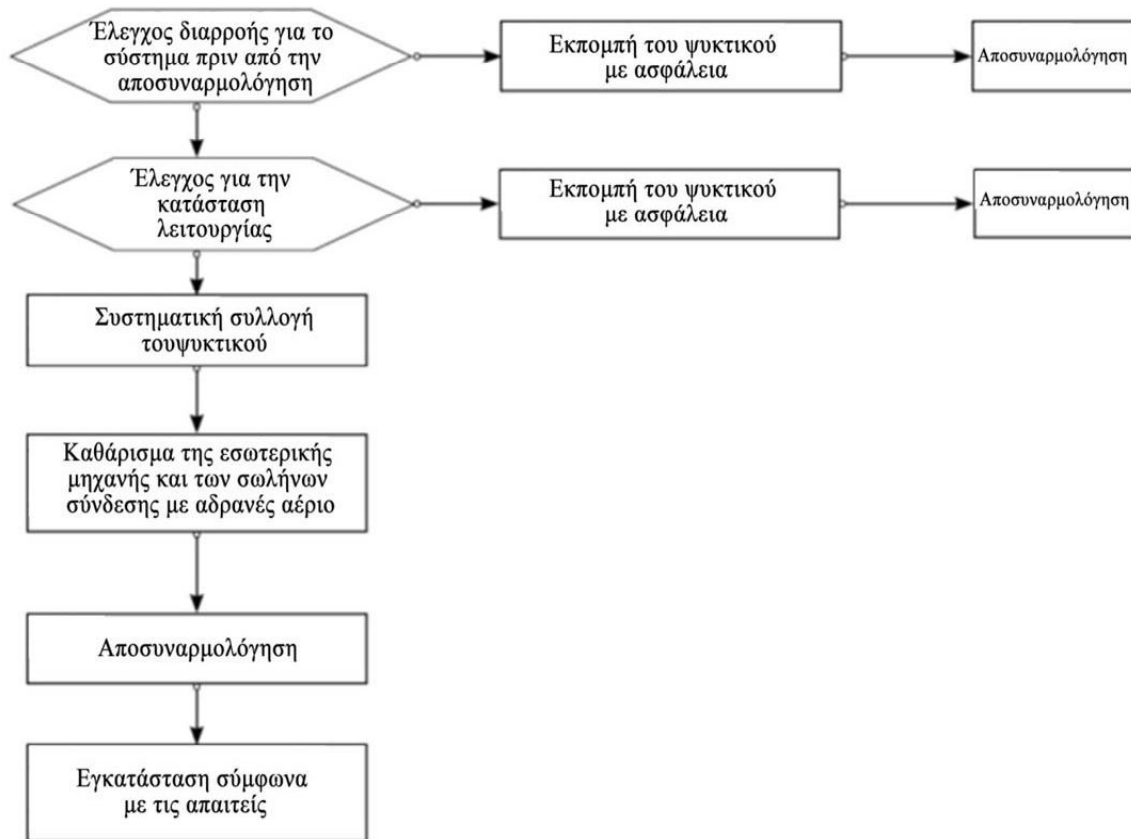 Έλεγχος διαρροής για το
σύστημα πριν από την
αποσυναρμολόγηση
Εκπομπή του ψυκτικού
με ασφάλεια
Αποσυναρμολόγηση
Έλεγχος για την
κατάσταση
λειτουργίας
Εκπομπή του ψυκτικού
με ασφάλεια
Αποσυναρμολόγηση
Συστηματική συλλογή
τουψυκτικού
Καθάρισμα της εσωτερικής
μηχανής και των σωλήνων
σύνδεσης με αδρανές αέριο
Αποσυναρμολόγηση
Εγκατάσταση σύμφωνα
με τις απαιτείς